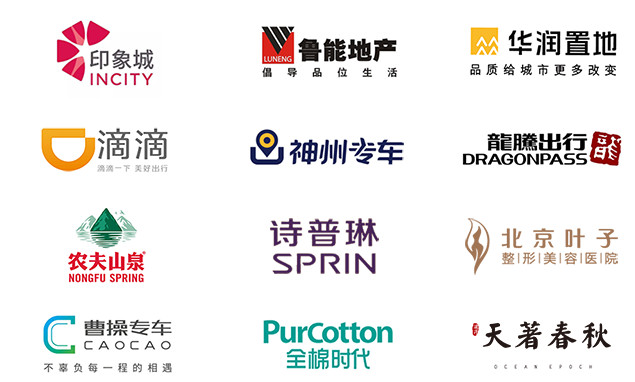 印象城
INCITY
LUNENG
鲁能地产
倡导品位生活
华润置地
品质给城市更多改变
滴滴
滴滴一下 美好出行
神州专车
龍騰出行
DRAGONPASS
龍
农夫山泉
NONGFU SPRING
诗普琳
SPRIN
北京叶子
整形美容医院
曹操专车
CAOCAO
不辜负每一程的相遇
PurCotton
全棉时代
天著春秋
OCEAN EPOCH